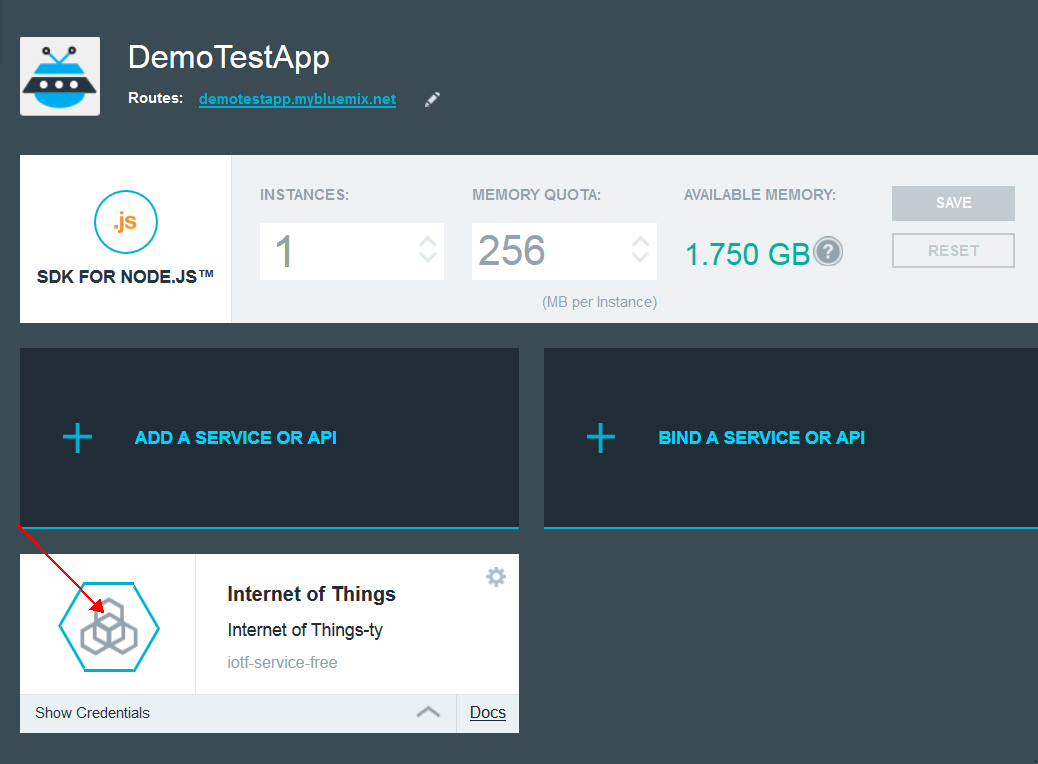 DemoTestApp
Routes: demotestapp.mybluemix.net
.js
SDK FOR NODE.JS™
INSTANCES:
1
MEMORY QUOTA:
256
(MB per Instance)
AVAILABLE MEMORY:
1.750 GB ?
SAVE
RESET
ADD A SERVICE OR API
BIND A SERVICE OR API
Internet of Things
Internet of Things-ty
iotf-service-free
Show Credentials
Docs